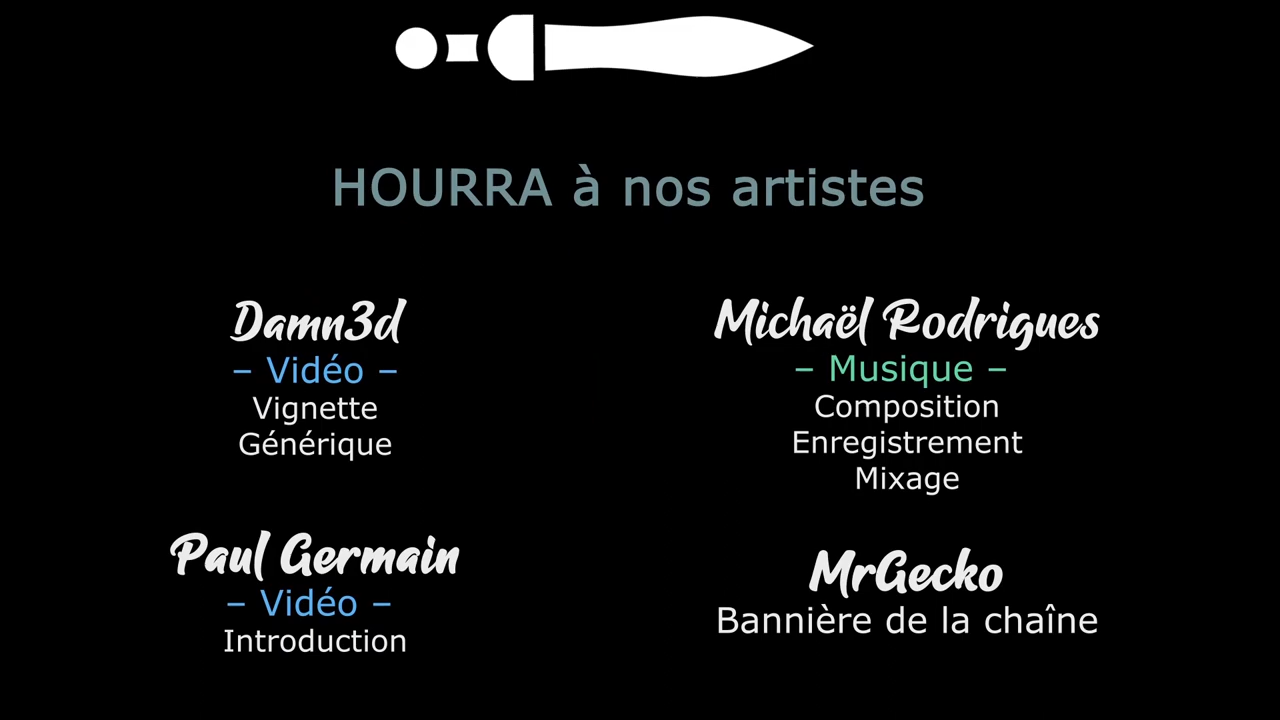 HOURRA à nos artistes
Damn3d
– Vidéo –
Vignette
Générique
Michaël Rodrigues
– Musique –
Composition
Enregistrement
Mixage
Paul Germain
– Vidéo –
Introduction
MrGecko
Bannière de la chaîne